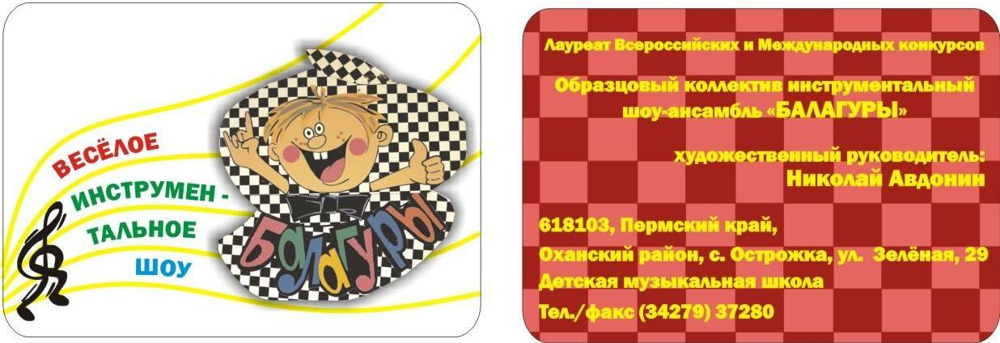 ВЕСЁЛОЕ
ИНСТРУМЕН -
ТАЛЬНОЕ
ШОУ
Балагуры
Лауреат Всероссийских и Международных конкурсов
Образцовый коллектив инструментальный
шоу-ансамбль «БАЛАГУРЫ»
художественный руководитель:
Николай Авдонин
618103, Пермский край,
Оханский район, с. Острожка, ул. Зелёная, 29
Детская музыкальная школа
Тел./факс (34279) 37280